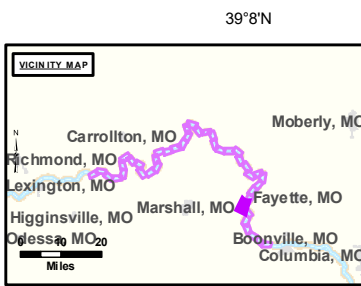 39°8'N
VICINITY MAP
N
Carrollton, MO
Moberly, MO
Richmond, MO
Lexington, MO
Fayette, MO
Marshall, MO
Higginsville, MO
Odessa, MO
Boonville, MO
Columbia, MO
0 10 20
Miles